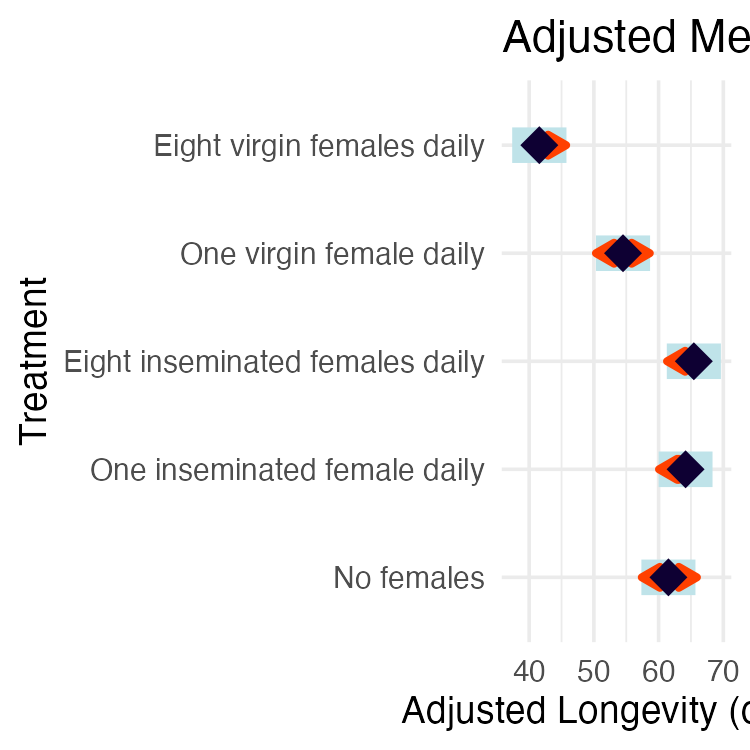 Adjusted Me
Eight virgin females daily
One virgin female daily
Eight inseminated females daily
One inseminated female daily
No females
Treatment
40 50 60 70
Adjusted Longevity (